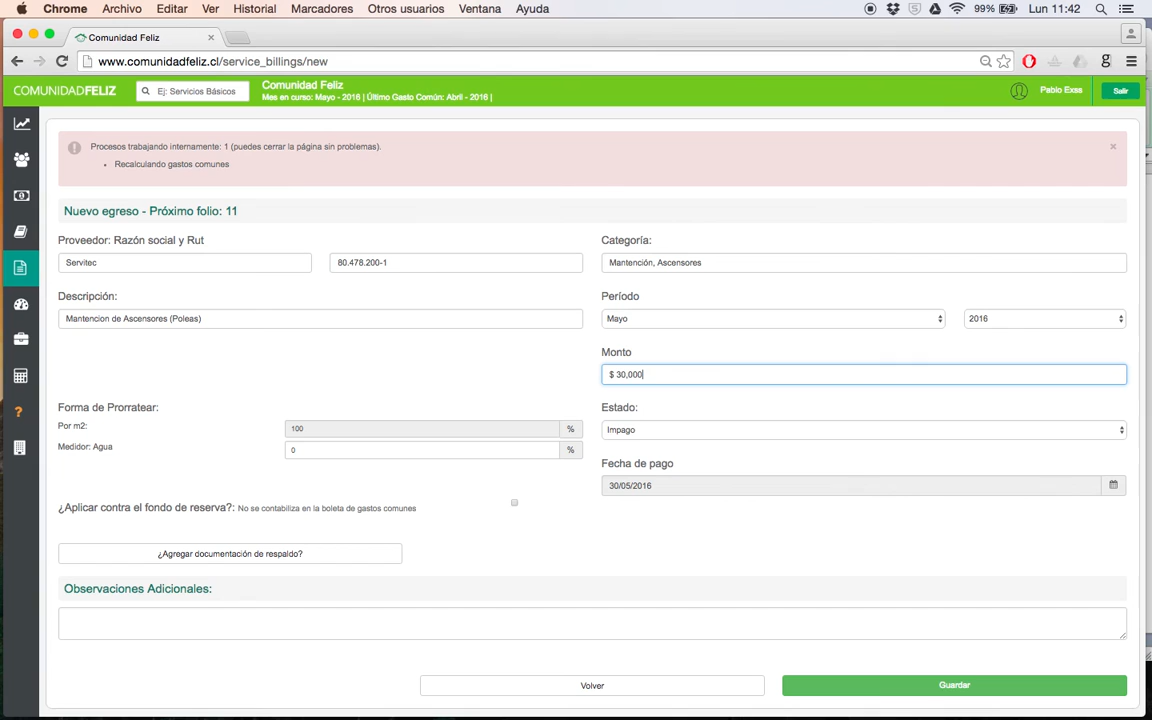 Chrome Archivo Editar Ver Historial Marcadores Otros usuarios Ventana Ayuda 99% Lun 11:42
Comunidad Feliz
www.comunidadfeliz.cl/service_billings/new
COMUNIDADFELIZ Ej: Servicios Básicos Comunidad Feliz Pablo Exss Salir
Mes en curso: Mayo - 2016 | Último Gasto Común: Abril - 2016 |
Procesos trabajando internamente: 1 (puedes cerrar la página sin problemas).
• Recalculando gastos comunes
Nuevo egreso - Próximo folio: 11
Proveedor: Razón social y Rut Categoría:
Servitec 80.478.200-1 Mantención, Ascensores
Descripción: Período
Mantencion de Ascensores (Poleas) Mayo 2016
Monto
$ 30,000
Forma de Prorratear: Estado:
Por m2: 100 % Impago
Medidor: Agua 0 %
Fecha de pago
30/05/2016
¿Aplicar contra el fondo de reserva?: No se contabiliza en la boleta de gastos comunes
¿Agregar documentación de respaldo?
Observaciones Adicionales:
Volver Guardar